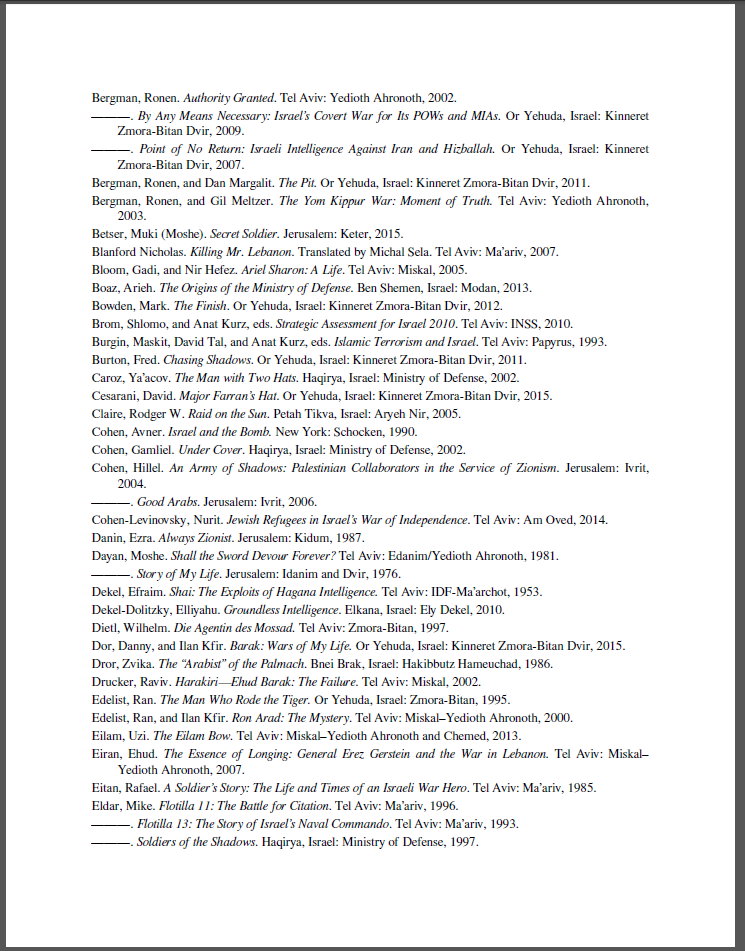 Bergman, Ronen. Authority Granted. Tel Aviv: Yedioth Ahronoth, 2002.
———. By Any Means Necessary: Israel’s Covert War for Its POWs and MIAs. Or Yehuda, Israel: Kinneret
Zmora-Bitan Dvir, 2009.
———. Point of No Return: Israeli Intelligence Against Iran and Hizballah. Or Yehuda, Israel: Kinneret
Zmora-Bitan Dvir, 2007.
Bergman, Ronen, and Dan Margalit. The Pit. Or Yehuda, Israel: Kinneret Zmora-Bitan Dvir, 2011.
Bergman, Ronen, and Gil Meltzer. The Yom Kippur War: Moment of Truth. Tel Aviv: Yedioth Ahronoth,
2003.
Betser, Muki (Moshe). Secret Soldier. Jerusalem: Keter, 2015.
Blanford Nicholas. Killing Mr. Lebanon. Translated by Michal Sela. Tel Aviv: Ma’ariv, 2007.
Bloom, Gadi, and Nir Hefez. Ariel Sharon: A Life. Tel Aviv: Miskal, 2005.
Boaz, Arieh. The Origins of the Ministry of Defense. Ben Shemen, Israel: Modan, 2013.
Bowden, Mark. The Finish. Or Yehuda, Israel: Kinneret Zmora-Bitan Dvir, 2012.
Brom, Shlomo, and Anat Kurz, eds. Strategic Assessment for Israel 2010. Tel Aviv: INSS, 2010.
Burgin, Maskit, David Tal, and Anat Kurz, eds. Islamic Terrorism and Israel. Tel Aviv: Papyrus, 1993.
Burton, Fred. Chasing Shadows. Or Yehuda, Israel: Kinneret Zmora-Bitan Dvir, 2011.
Caroz, Ya’acov. The Man with Two Hats. Haqirya, Israel: Ministry of Defense, 2002.
Cesarani, David. Major Farran’s Hat. Or Yehuda, Israel: Kinneret Zmora-Bitan Dvir, 2015.
Claire, Rodger W. Raid on the Sun. Petah Tikva, Israel: Aryeh Nir, 2005.
Cohen, Avner. Israel and the Bomb. New York: Schocken, 1990.
Cohen, Gamliel. Under Cover. Haqirya, Israel: Ministry of Defense, 2002.
Cohen, Hillel. An Army of Shadows: Palestinian Collaborators in the Service of Zionism. Jerusalem: Ivrit,
2004.
———. Good Arabs. Jerusalem: Ivrit, 2006.
Cohen-Levinovsky, Nurit. Jewish Refugees in Israel’s War of Independence. Tel Aviv: Am Oved, 2014.
Danin, Ezra. Always Zionist. Jerusalem: Kidum, 1987.
Dayan, Moshe. Shall the Sword Devour Forever? Tel Aviv: Edanim/Yedioth Ahronoth, 1981.
———. Story of My Life. Jerusalem: Idanim and Dvir, 1976.
Dekel, Efraim. Shai: The Exploits of Hagana Intelligence. Tel Aviv: IDF-Ma’archot, 1953.
Dekel-Dolitzky, Elliyahu. Groundless Intelligence. Elkana, Israel: Ely Dekel, 2010.
Dietl, Wilhelm. Die Agentin des Mossad. Tel Aviv: Zmora-Bitan, 1997.
Dor, Danny, and Ilan Kfir. Barak: Wars of My Life. Or Yehuda, Israel: Kinneret Zmora-Bitan Dvir, 2015.
Dror, Zvika. The “Arabist” of the Palmach. Bnei Brak, Israel: Hakibbutz Hameuchad, 1986.
Drucker, Raviv. Harakiri—Ehud Barak: The Failure. Tel Aviv: Miskal, 2002.
Edelist, Ran. The Man Who Rode the Tiger. Or Yehuda, Israel: Zmora-Bitan, 1995.
Edelist, Ran, and Ilan Kfir. Ron Arad: The Mystery. Tel Aviv: Miskal–Yedioth Ahronoth, 2000.
Eilam, Uzi. The Eilam Bow. Tel Aviv: Miskal–Yedioth Ahronoth and Chemed, 2013.
Eiran, Ehud. The Essence of Longing: General Erez Gerstein and the War in Lebanon. Tel Aviv: Miskal–
Yedioth Ahronoth, 2007.
Eitan, Rafael. A Soldier’s Story: The Life and Times of an Israeli War Hero. Tel Aviv: Ma’ariv, 1985.
Eldar, Mike. Flotilla 11: The Battle for Citation. Tel Aviv: Ma’ariv, 1996.
———. Flotilla 13: The Story of Israel’s Naval Commando. Tel Aviv: Ma’ariv, 1993.
———. Soldiers of the Shadows. Haqirya, Israel: Ministry of Defense, 1997.